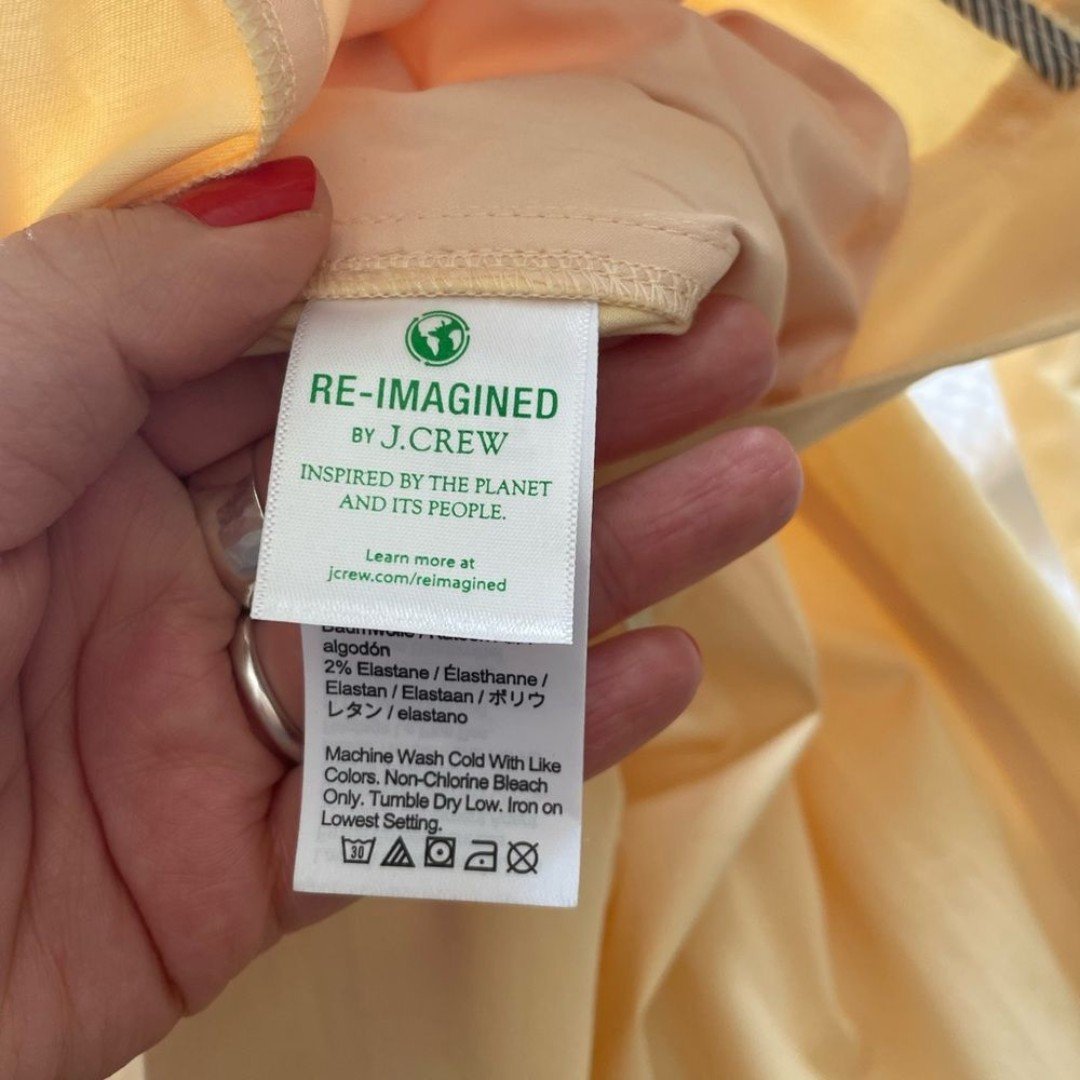 RE-IMAGINED
BY J.CREW
INSPIRED BY THE PLANET
AND ITS PEOPLE.
Learn more at
jcrew.com/reimagined
Baumwolle /
algodón
2% Elastane / Élasthanne /
Elastan / Elastaan / ポリウ
レタン / elastano
Machine Wash Cold With Like
Colors. Non-Chlorine Bleach
Only. Tumble Dry Low. Iron on
Lowest Setting.
30